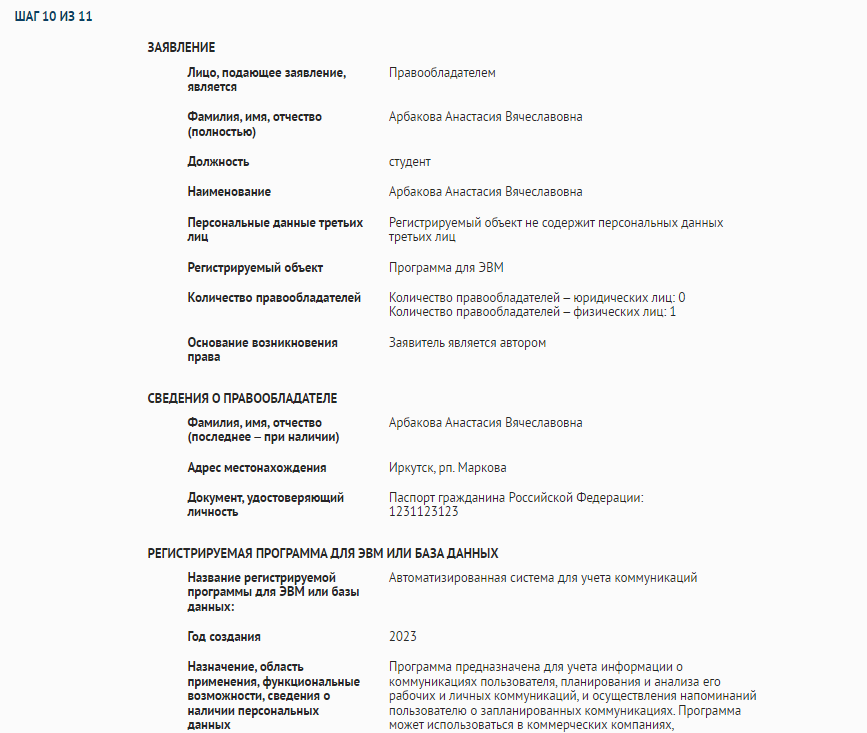 ШАГ 10 ИЗ 11
ЗАЯВЛЕНИЕ
Лицо, подающее заявление, Правообладателем
является
Фамилия, имя, отчество Арбакова Анастасия Вячеславовна
(полностью)
Должность студент
Наименование Арбакова Анастасия Вячеславовна
Персональные данные третьих Регистрируемый объект не содержит персональных данных
лиц третьих лиц
Регистрируемый объект Программа для ЭВМ
Количество правообладателей Количество правообладателей – юридических лиц: 0
Количество правообладателей – физических лиц: 1
Основание возникновения Заявитель является автором
права
СВЕДЕНИЯ О ПРАВООБЛАДАТЕЛЕ
Фамилия, имя, отчество Арбакова Анастасия Вячеславовна
(последнее – при наличии)
Адрес местонахождения Иркутск, рп. Маркова
Документ, удостоверяющий Паспорт гражданина Российской Федерации:
личность 1231123123
РЕГИСТРИРУЕМАЯ ПРОГРАММА ДЛЯ ЭВМ ИЛИ БАЗА ДАННЫХ
Название регистрируемой Автоматизированная система для учета коммуникаций
программы для ЭВМ или базы
данных:
Год создания 2023
Назначение, область Программа предназначена для учета информации о
применения, функциональные коммуникациях пользователя, планирования и анализа его
возможности, сведения о рабочих и личных коммуникаций, и осуществления напоминаний
наличии персональных пользователю о запланированных коммуникациях. Программа
данных может использоваться в коммерческих компаниях,